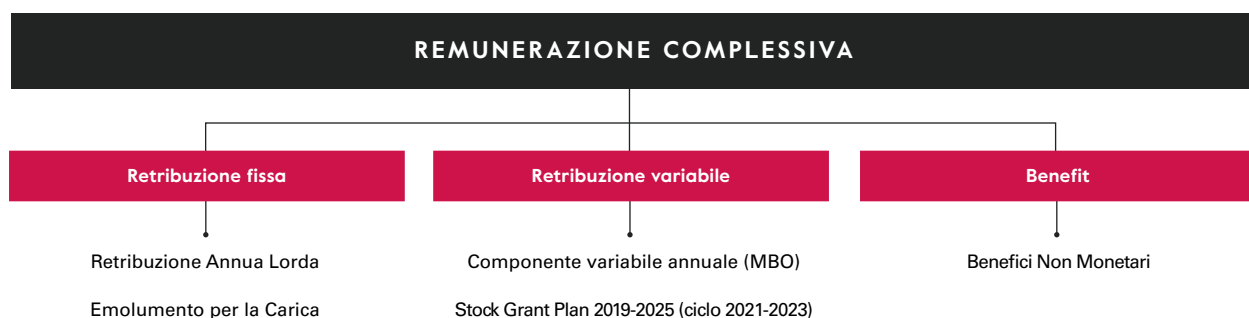 REMUNERAZIONE COMPLESSIVA
Retribuzione fissa
Retribuzione Annua Lorda
Emolumento per la Carica
Retribuzione variabile
Componente variabile annuale (MBO)
Stock Grant Plan 2019-2025 (ciclo 2021-2023)
Benefit
Benefici Non Monetari